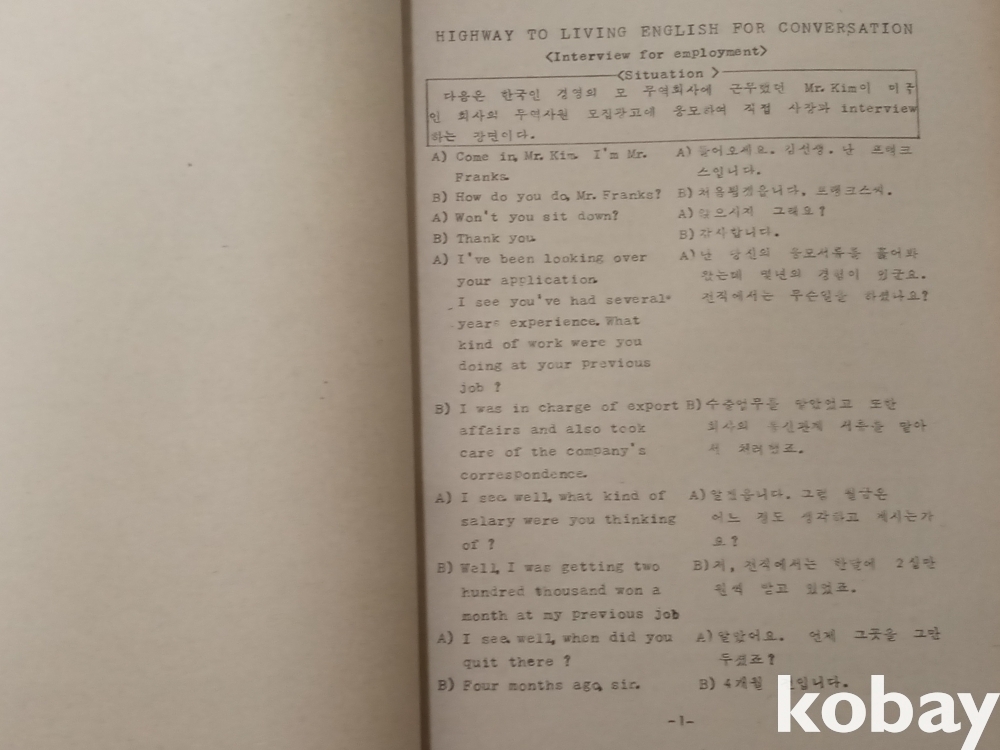 HIGHWAY TO LIVING ENGLISH FOR CONVERSATION
<Interview for employment>
<Situation >
다음은 한국인 경영의 모 무역회사에 근무했던 Mr. Kim이 미주
인 회사의 무역사원 모집광고에 응모하여 직접 사장과 interview
하는 장면이다.
A) Come in, Mr. Kim. I'm Mr.
Franks.
B) How do you do, Mr. Franks?
A) Won't you sit down?
B) Thank you.
A) I've been looking over
your application.
I see you've had several
years experience. What
kind of work were you
doing at your previous
job ?
B) I was in charge of export
affairs and also took
care of the company's
correspondence.
A) I see. well, what kind of
salary were you thinking
of ?
B) Well, I was getting two
hundred thousand won a
month at my previous job
A) I see. well, when did you
quit there ?
B) Four months ago, sir.
A) 들어오세요. 김선생. 난 프랭크
스입니다.
B) 처음뵙겠읍니다. 프랭크스씨.
A) 앉으시지 그래요?
B) 감사합니다.
A) 난 당신의 응모서류를 훑어봐
왔는데 몇년의 경험이 있군요.
전직에서는 무슨일을 하셨나요?
B) 수출업무를 맡았었고 또한
회사의 통신관계 서류를 맡아
서 처리했죠.
A) 알겠읍니다. 그럼 월급은
어느 정도 생각하고 계시는가
요?
B) 저, 전직에서는 한달에 2십만
원씩 받고 있었죠.
A) 알았어요. 언제 그곳을 그만
두셨죠?
B) 4개월 전입니다.
-1-
kobay